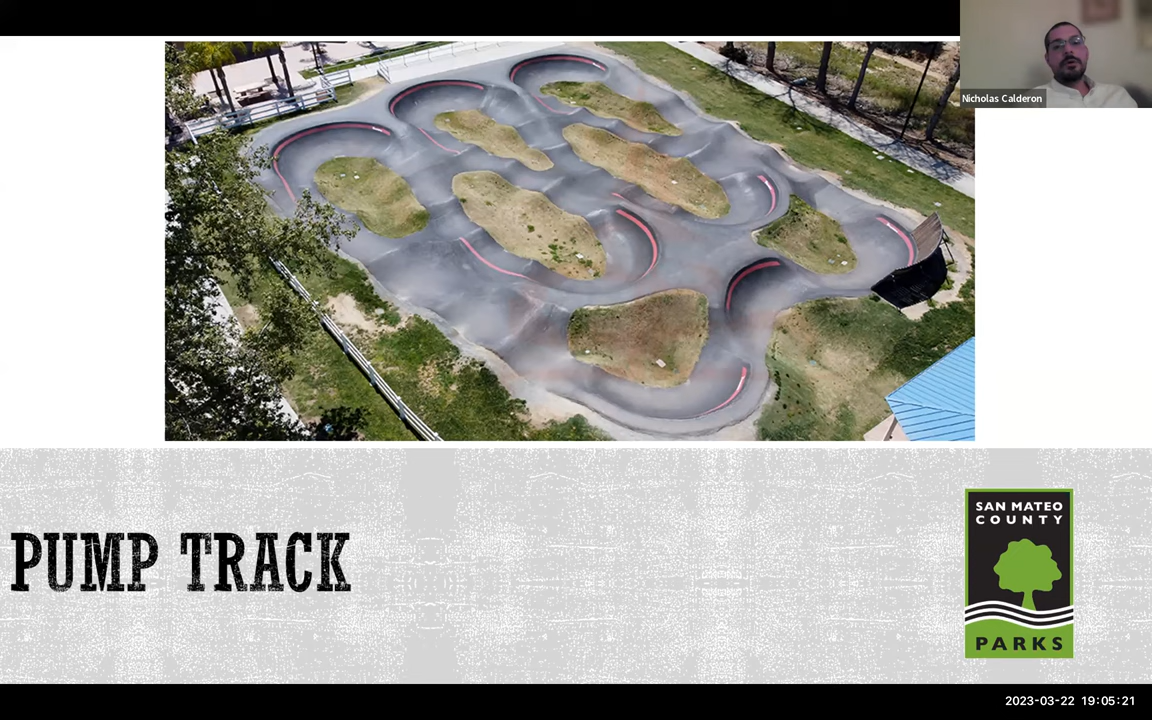 Nicholas Calderon
PUMP TRACK
SAN MATEO
COUNTY
PARKS
2023-03-22 19:05:21